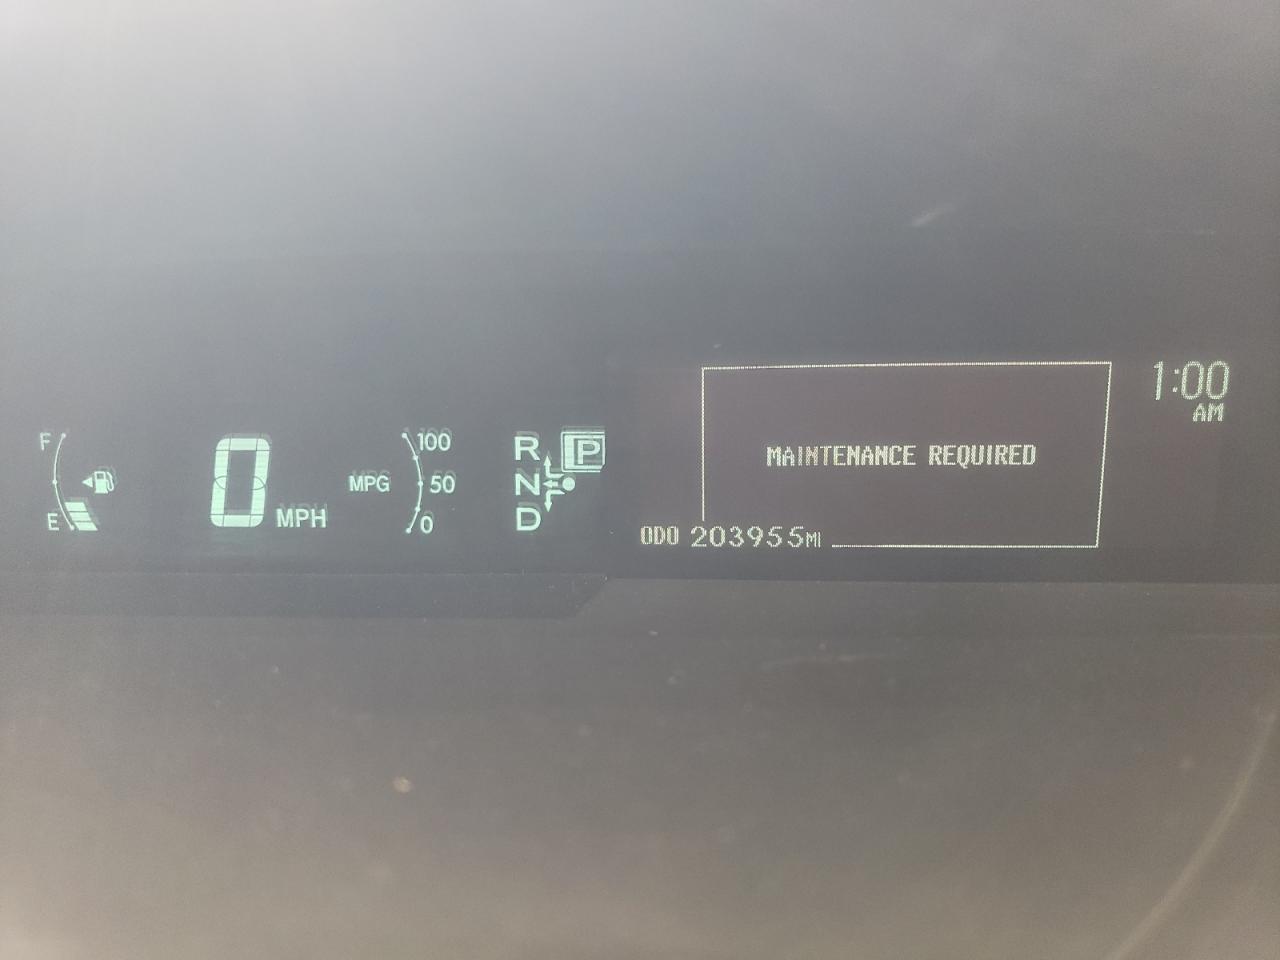 F
E
0 MPH
MPG
100
50
0
R
N
D
P
MAINTENANCE REQUIRED
ODO 203955MI
1:00
AM